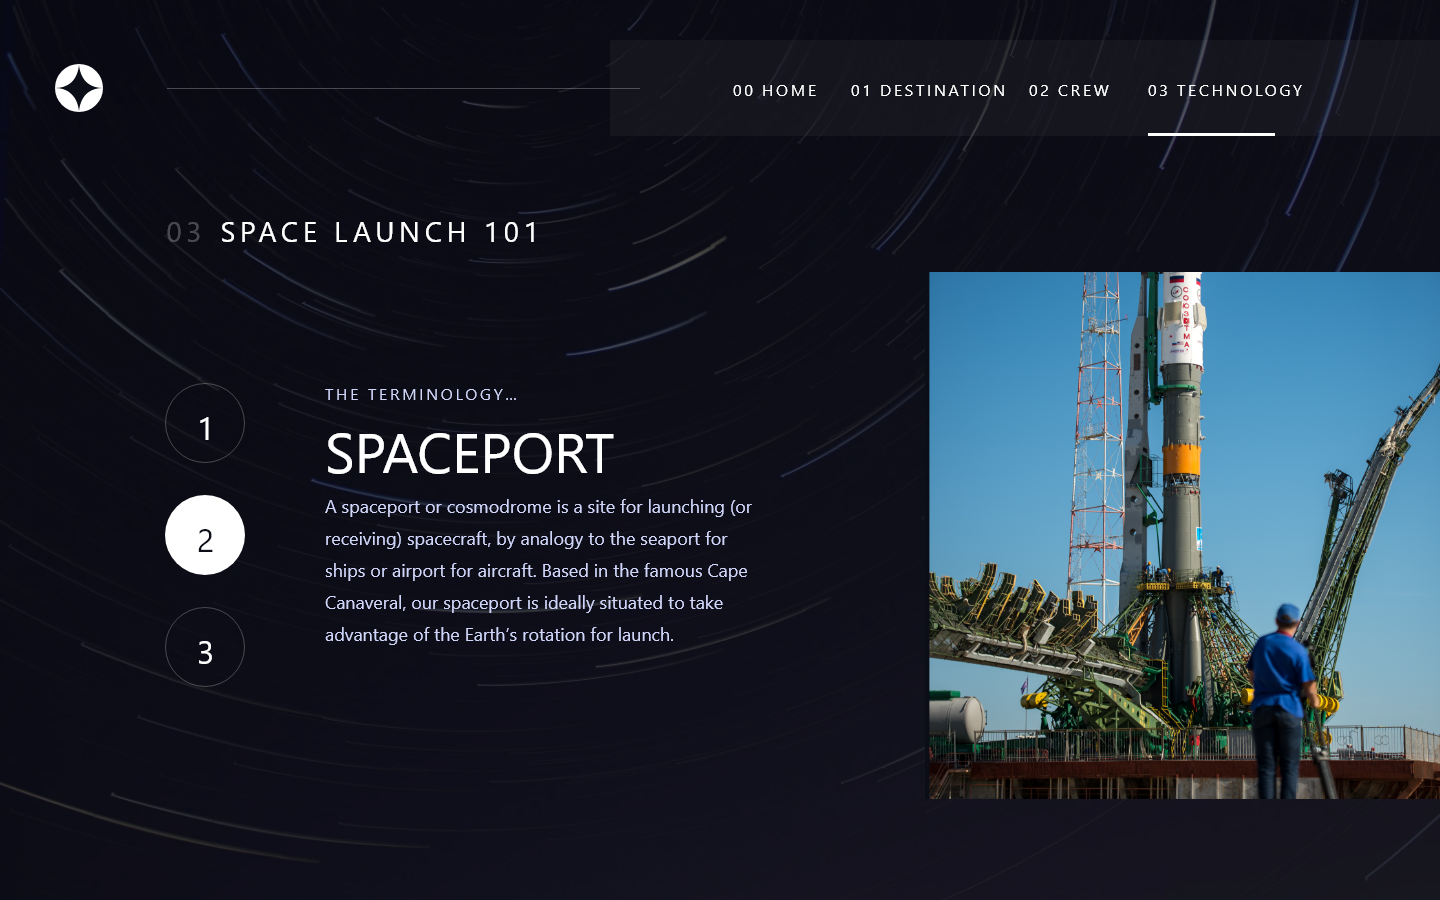 00 HOME 01 DESTINATION 02 CREW 03 TECHNOLOGY
03 SPACE LAUNCH 101
1
2
3
THE TERMINOLOGY...
SPACEPORT
A spaceport or cosmodrome is a site for launching (or
receiving) spacecraft, by analogy to the seaport for
ships or airport for aircraft. Based in the famous Cape
Canaveral, our spaceport is ideally situated to take
advantage of the Earth’s rotation for launch.